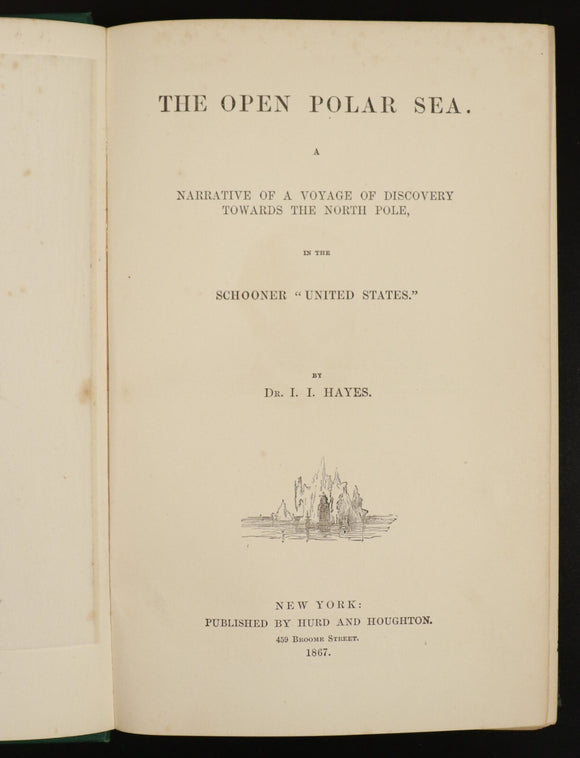 THE OPEN POLAR SEA.
A
NARRATIVE OF A VOYAGE OF DISCOVERY
TOWARDS THE NORTH POLE,
IN THE
SCHOONER “UNITED STATES.”
BY
DR. I. I. HAYES.
NEW YORK:
PUBLISHED BY HURD AND HOUGHTON.
459 BROOME STREET.
1867.